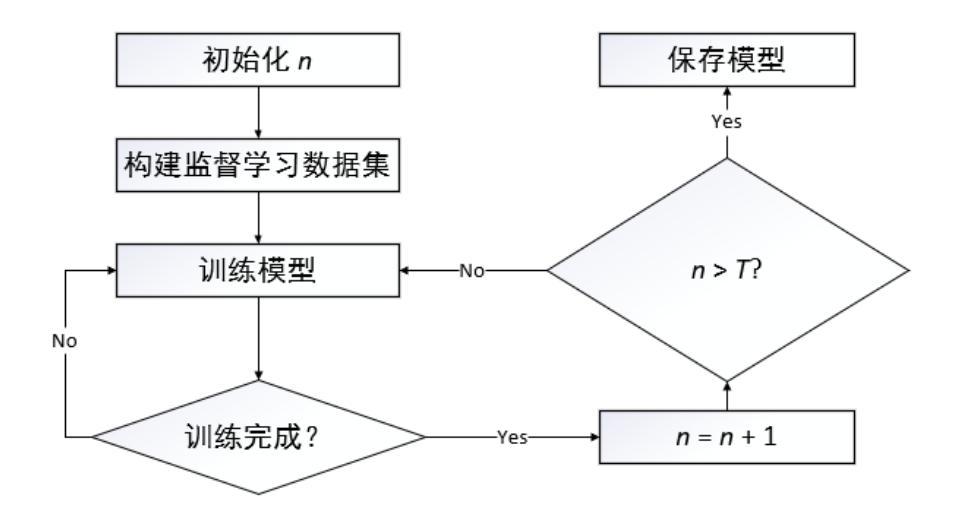 初始化 n
构建监督学习数据集
训练模型
No
训练完成？
Yes
n = n + 1
n > T?
No
Yes
保存模型